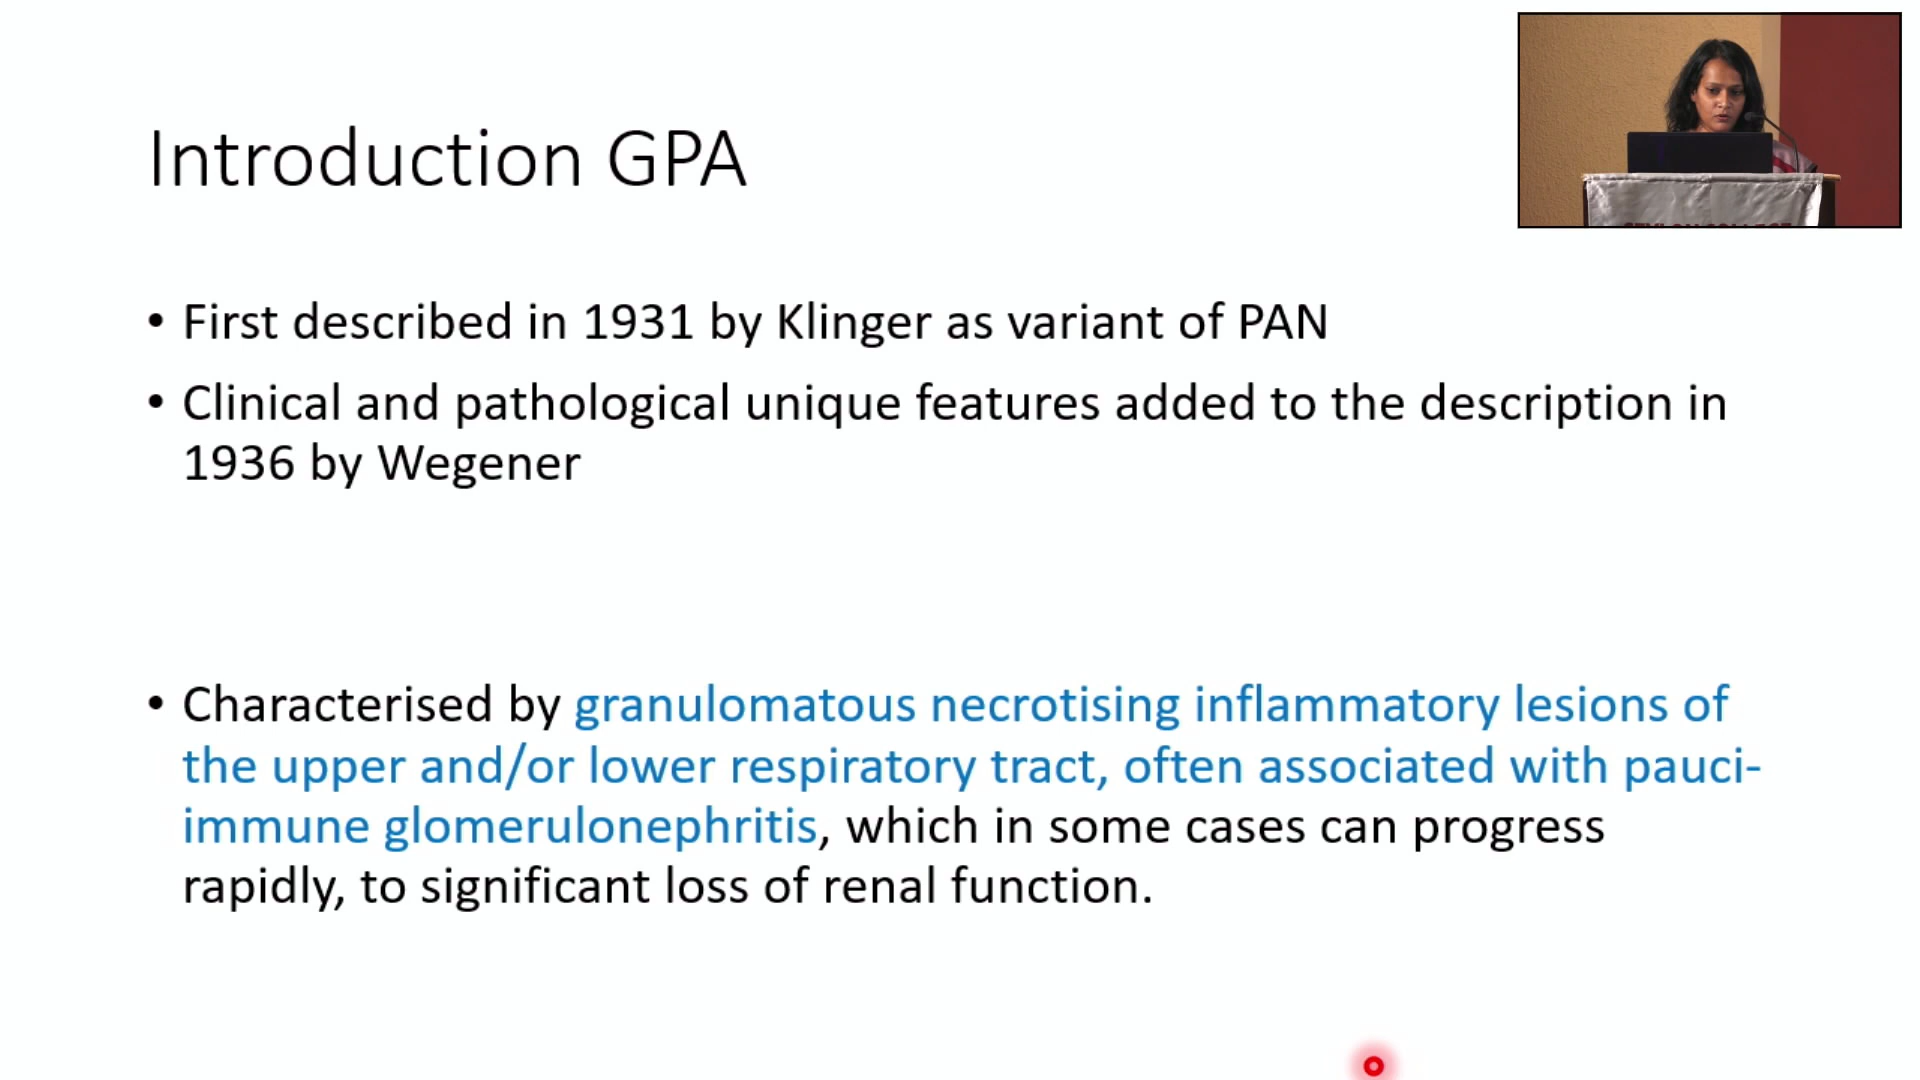 Introduction GPA
• First described in 1931 by Klinger as variant of PAN
• Clinical and pathological unique features added to the description in
1936 by Wegener
• Characterised by granulomatous necrotising inflammatory lesions of
the upper and/or lower respiratory tract, often associated with pauci-
immune glomerulonephritis, which in some cases can progress
rapidly, to significant loss of renal function.